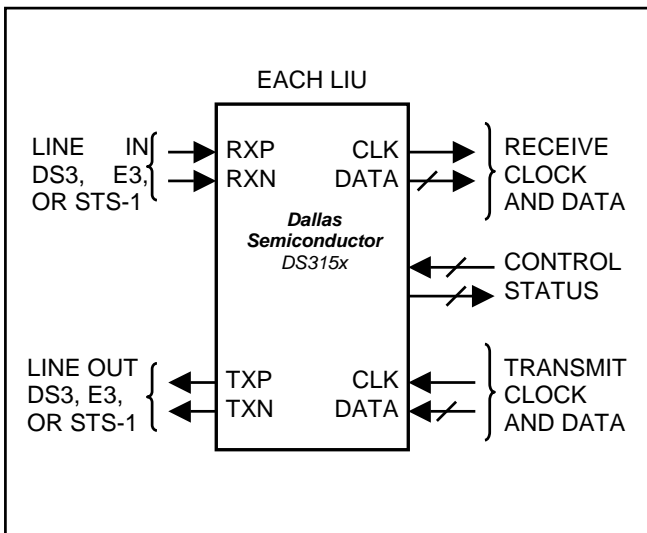 EACH LIU
LINE IN
DS3, E3,
OR STS-1
RXP
RXN
CLK
DATA
RECEIVE
CLOCK
AND DATA
Dallas
Semiconductor
DS315x
CONTROL
STATUS
LINE OUT
DS3, E3,
OR STS-1
TXP
TXN
CLK
DATA
TRANSMIT
CLOCK
AND DATA